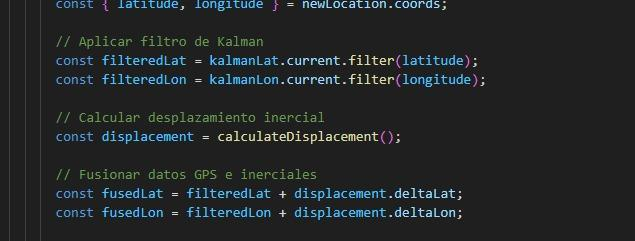 const { latitude, longitude } = newLocation.coords;
// Aplicar filtro de Kalman
const filteredLat = kalmanLat.current.filter(latitude);
const filteredLon = kalmanLon.current.filter(longitude);
// Calcular desplazamiento inercial
const displacement = calculateDisplacement();
// Fusionar datos GPS e inerciales
const fusedLat = filteredLat + displacement.deltaLat;
const fusedLon = filteredLon + displacement.deltaLon;